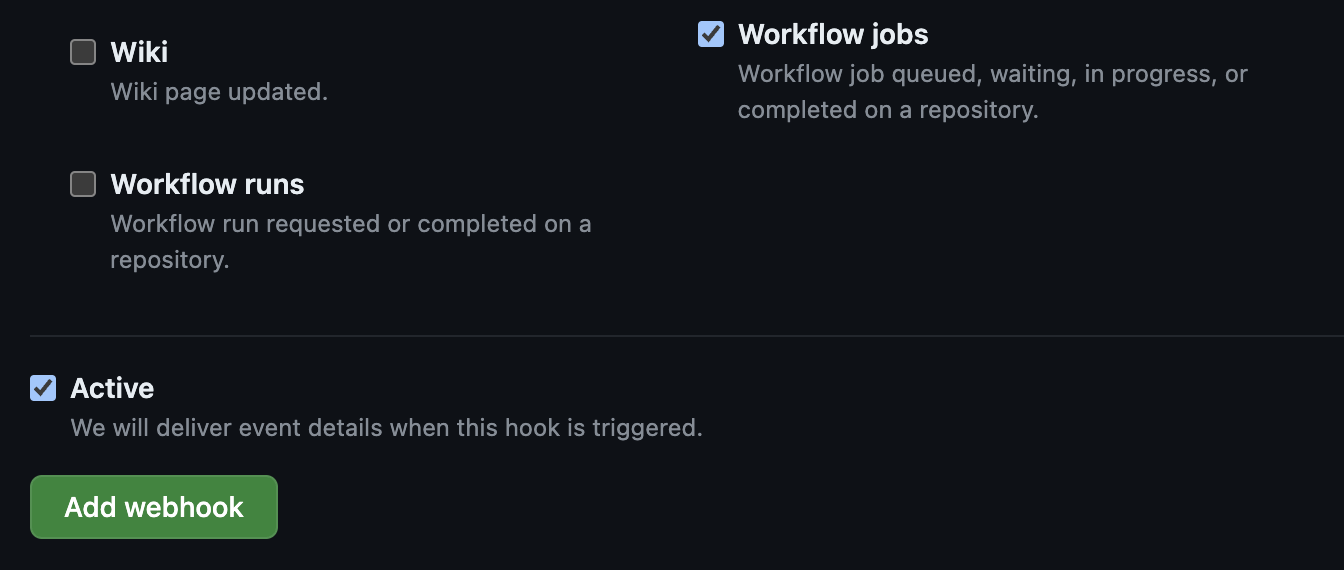 Wiki
Wiki page updated.
Workflow jobs
Workflow job queued, waiting, in progress, or
completed on a repository.
Workflow runs
Workflow run requested or completed on a
repository.
Active
We will deliver event details when this hook is triggered.
Add webhook